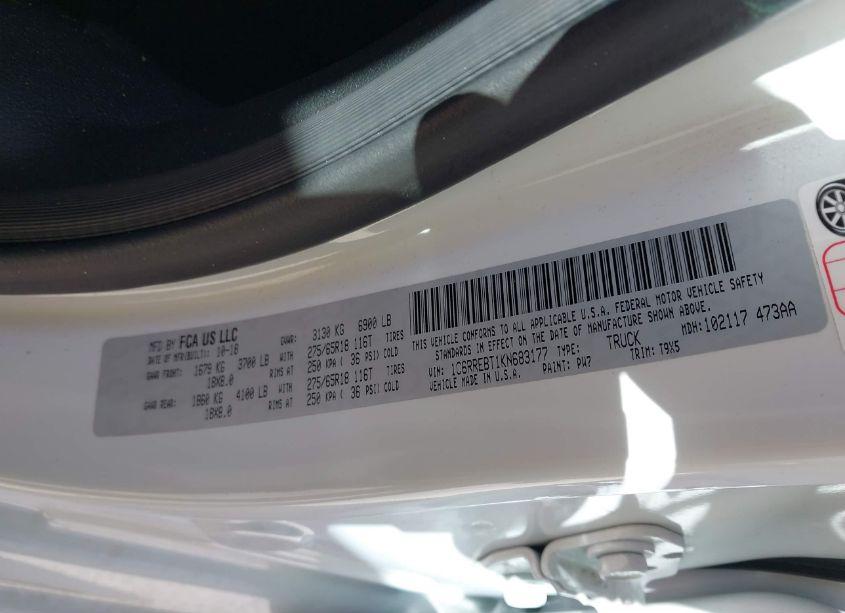 MFD BY FCA US LLC
DATE OF MFR(BUILT): 10-18 GVWR: 3130 KG 6900 LB
GAWR FRONT: 1679 KG 3700 LB WITH 275/65R18 116T TIRES
18X8.0 RIMS AT 250 KPA ( 36 PSI) COLD
GAWR REAR: 1860 KG 4100 LB WITH 275/65R18 116T TIRES
18X8.0 RIMS AT 250 KPA ( 36 PSI) COLD
THIS VEHICLE CONFORMS TO ALL APPLICABLE U.S.A. FEDERAL MOTOR VEHICLE SAFETY
STANDARDS IN EFFECT ON THE DATE OF MANUFACTURE SHOWN ABOVE.
MDH:102117 473AA
VIN: 1C6RREBT1KN683177 TYPE: TRUCK
VEHICLE MADE IN U.S.A. PAINT: PW7 TRIM: T9X5